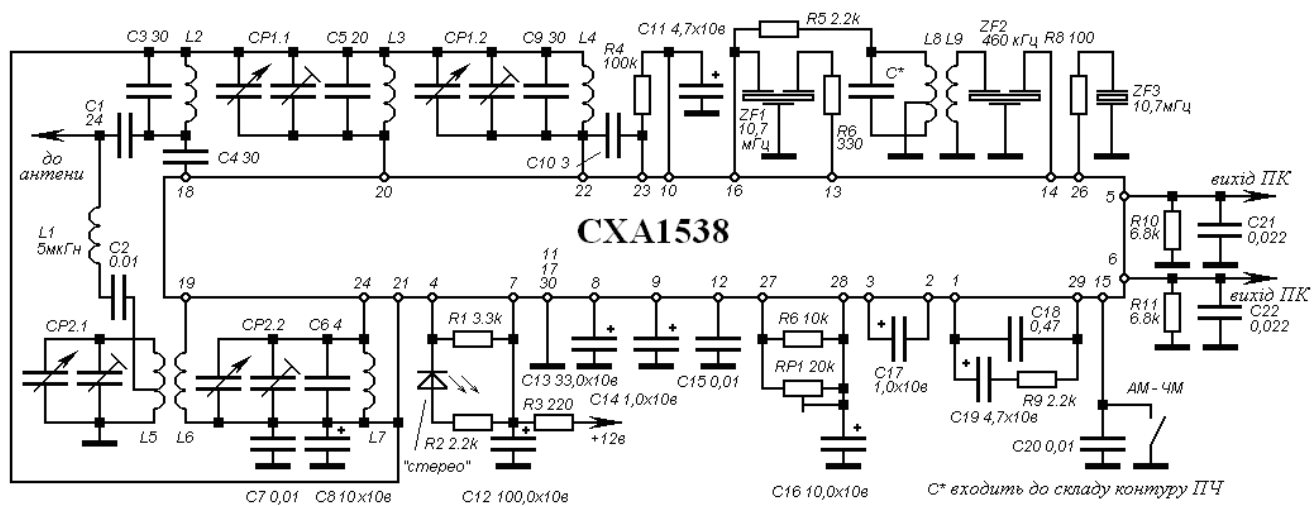 C3 30
L2
CP1.1
C5 20
L3
CP1.2
C9 30
L4
R4
100k
C11 4,7x10в
R5 2.2k
C*
L8 L9
ZF2
460 кГц
R8 100
ZF3
10,7мГц
C1
24
до
антени
C4 30
C10 3
ZF1
10,7
мГц
R6
330
18
20
22
23
10
16
13
14
26
CXA1538
5
вихід ПК
R10
6.8k
C21
0,022
6
вихід ПК
R11
6.8k
C22
0,022
L1
5мкГн
C2
0.01
19
24
21
4
7
11
17
30
8
9
12
27
28
3
2
1
29
15
CP2.1
CP2.2
C6 4
L5
L6
L7
R1 3.3k
R2 2.2k
R3 220
+12в
"стерео"
C7 0,01
C8 10x10в
C12 100,0x10в
C13 33,0x10в
C14 1,0x10в
C15 0,01
R6 10k
RP1 20k
C16 10,0x10в
C17
1,0x10в
C18
0,47
C19 4,7x10в
R9 2.2k
C20 0,01
АМ - ЧМ
C* входить до складу контуру ПЧ